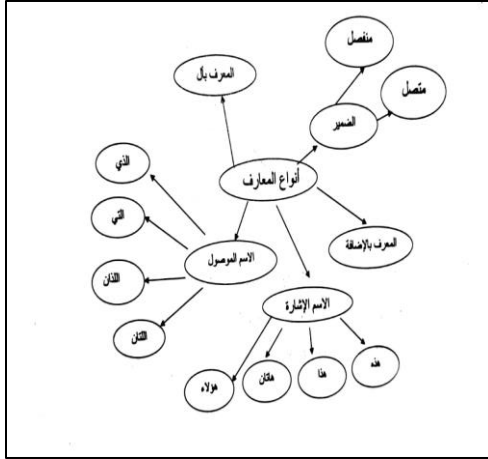 منفصل
متصل
الضمير
المعرف بأل
أنواع المعارف
المعرف بالإضافة
الاسم الموصول
الذي
التي
اللذان
اللتان
الاسم الإشارة
هذه
هذا
هاتان
هؤلاء